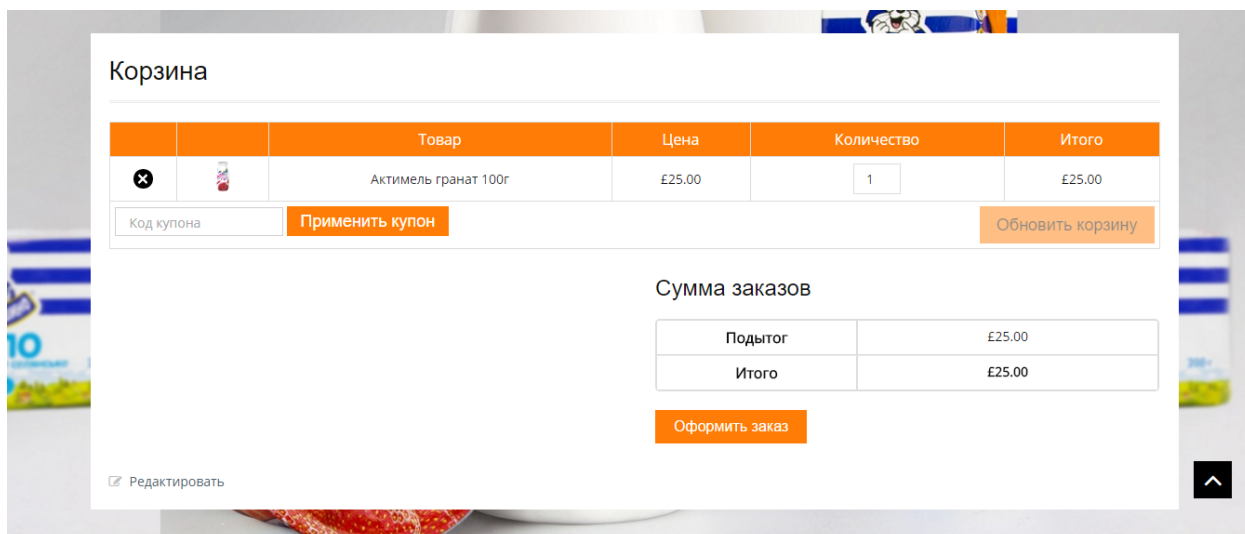 Корзина
Товар Цена Количество Итого
Актимель гранат 100г £25.00 1 £25.00
Код купона Применить купон Обновить корзину
Сумма заказов
Подытог £25.00
Итого £25.00
Оформить заказ
Редактировать